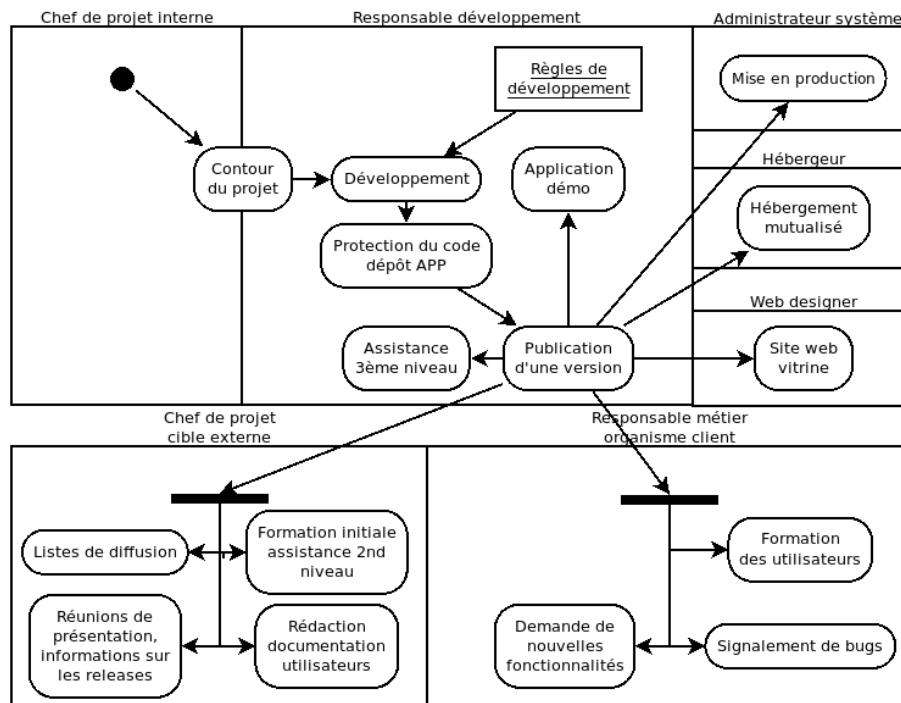 Chef de projet interne
Responsable développement
Administrateur système
Règles de
développement
Mise en production
Contour
du projet
Développement
Application
démo
Hébergeur
Hébergement
mutualisé
Protection du code
dépôt APP
Web designer
Assistance
3ème niveau
Publication
d'une version
Site web
vitrine
Chef de projet
cible externe
Responsable métier
organisme client
Listes de diffusion
Formation initiale
assistance 2nd
niveau
Formation
des utilisateurs
Réunions de
présentation,
informations sur
les releases
Rédaction
documentation
utilisateurs
Demande de
nouvelles
fonctionnalités
Signalement de bugs